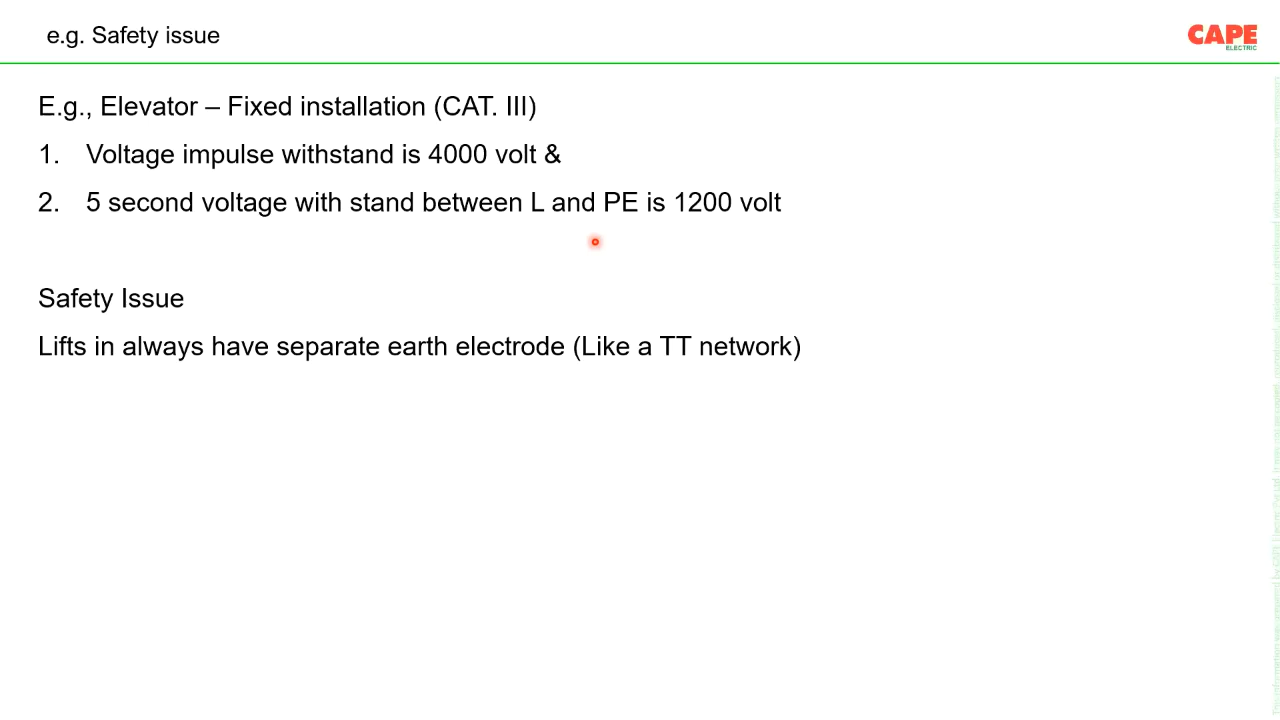 e.g. Safety issue
CAPE
ELECTRIC
E.g., Elevator – Fixed installation (CAT. III)
1. Voltage impulse withstand is 4000 volt &
2. 5 second voltage with stand between L and PE is 1200 volt
Safety Issue
Lifts in always have separate earth electrode (Like a TT network)